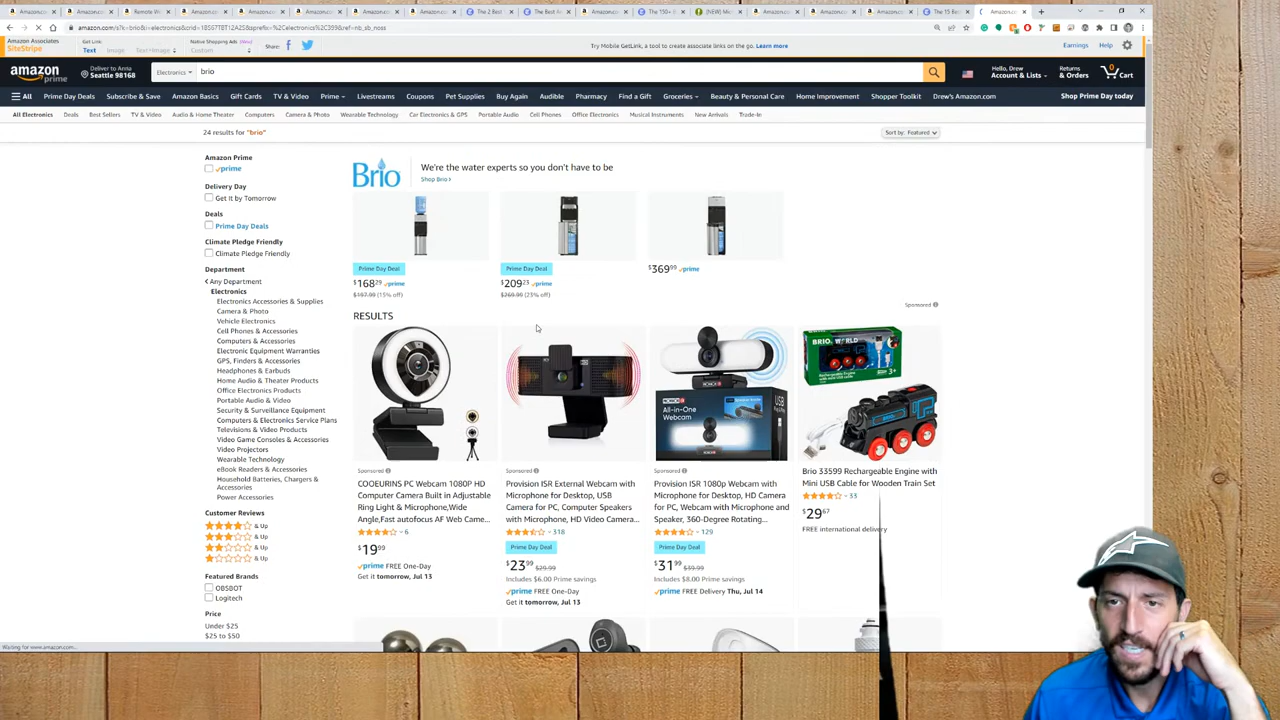 amazon.com/s?k=brio&i=electronics&crid=18S67TET12A2S&sprefix=%2Celectronics%2C399&ref=nb_sb_noss
Amazon Associates
SiteStripe
Get Link:
Text Image Text+Image
Native Shopping Ads
Custom
Share:
Try Mobile GetLink, a tool to create associate links on the go. Learn more
Earnings Help
amazon prime
Deliver to Anna
Seattle 98168
Electronics brio
Hello, Drew
Account & Lists
Returns
& Orders
0
Cart
All Prime Day Deals Subscribe & Save Amazon Basics Gift Cards TV & Video Prime Livestreams Coupons Pet Supplies Buy Again Audible Pharmacy Find a Gift Groceries Beauty & Personal Care Home Improvement Shopper Toolkit Drew's Amazon.com Shop Prime Day today
All Electronics Deals Best Sellers TV & Video Audio & Home Theater Computers Camera & Photo Wearable Technology Car Electronics & GPS Portable Audio Cell Phones Office Electronics Musical Instruments New Arrivals Trade-In
24 results for "brio"
Sort by: Featured
Amazon Prime
prime
Delivery Day
Get It by Tomorrow
Deals
Prime Day Deals
Climate Pledge Friendly
Climate Pledge Friendly
Department
Any Department
Electronics
Electronics Accessories & Supplies
Camera & Photo
Vehicle Electronics
Cell Phones & Accessories
Computers & Accessories
Electronic Equipment Warranties
GPS, Finders & Accessories
Headphones & Earbuds
Home Audio & Theater Products
Office Electronics Products
Portable Audio & Video
Security & Surveillance Equipment
Computers & Electronics Service Plans
Televisions & Video Products
Video Game Consoles & Accessories
Video Projectors
Wearable Technology
eBook Readers & Accessories
Household Batteries, Chargers &
Accessories
Power Accessories
Customer Reviews
& Up
& Up
& Up
& Up
Featured Brands
OBSBOT
Logitech
Price
Under $25
$25 to $50
Brio
We're the water experts so you don't have to be
Shop Brio ›
Prime Day Deal
$168.29 prime
$197.99 (15% off)
Prime Day Deal
$209.23 prime
$269.99 (23% off)
$369.99 prime
Sponsored
RESULTS
All-in-One
Webcam
BRIO WORLD
3+
Sponsored
COOEURINS PC Webcam 1080P HD
Computer Camera Built in Adjustable
Ring Light & Microphone,Wide
Angle,Fast autofocus AF Web Came...
6
$19.99
prime FREE One-Day
Get it tomorrow, Jul 13
Sponsored
Provision ISR External Webcam with
Microphone for Desktop, USB
Camera for PC, Computer Speakers
with Microphone, HD Video Camera...
318
Prime Day Deal
$23.99 $29.99
Includes $6.00 Prime savings
prime FREE One-Day
Get it tomorrow, Jul 13
Sponsored
Provision ISR 1080p Webcam with
Microphone for Desktop, HD Camera
for PC, Webcam with Microphone and
Speaker, 360-Degree Rotating...
129
Prime Day Deal
$31.99 $39.99
Includes $8.00 Prime savings
prime FREE Delivery Thu, Jul 14
Brio 33599 Rechargeable Engine with
Mini USB Cable for Wooden Train Set
33
$29.67
FREE international delivery
Waiting for www.amazon.com...